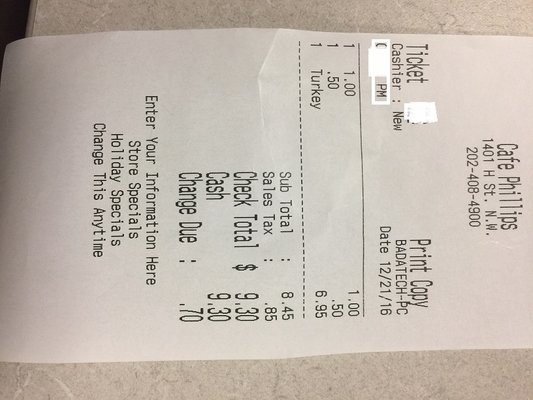 Cafe Phillips
1401 H St. N.W.
202-408-4900
Ticket Print Copy
Cashier : New BADATECH-Pc
PM Date 12/21/16
1 1.00 1.00
1 .50 .50
1 Turkey 6.95
Sub Total : 8.45
Sales Tax : .85
Check Total $ 9.30
Cash 9.30
Change Due : .70
Enter Your Information Here
Store Specials
Holiday Specials
Change This Anytime